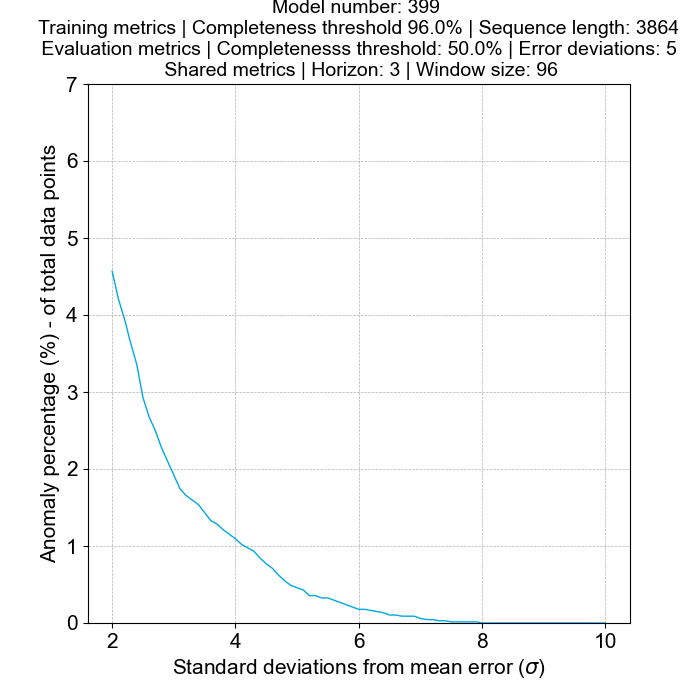 Model number: 399
Training metrics | Completeness threshold 96.0% | Sequence length: 3864
Evaluation metrics | Completenesss threshold: 50.0% | Error deviations: 5
Shared metrics | Horizon: 3 | Window size: 96
7
6
5
4
3
2
1
0
Anomaly percentage (%) - of total data points
2 4 6 8 10
Standard deviations from mean error (σ)